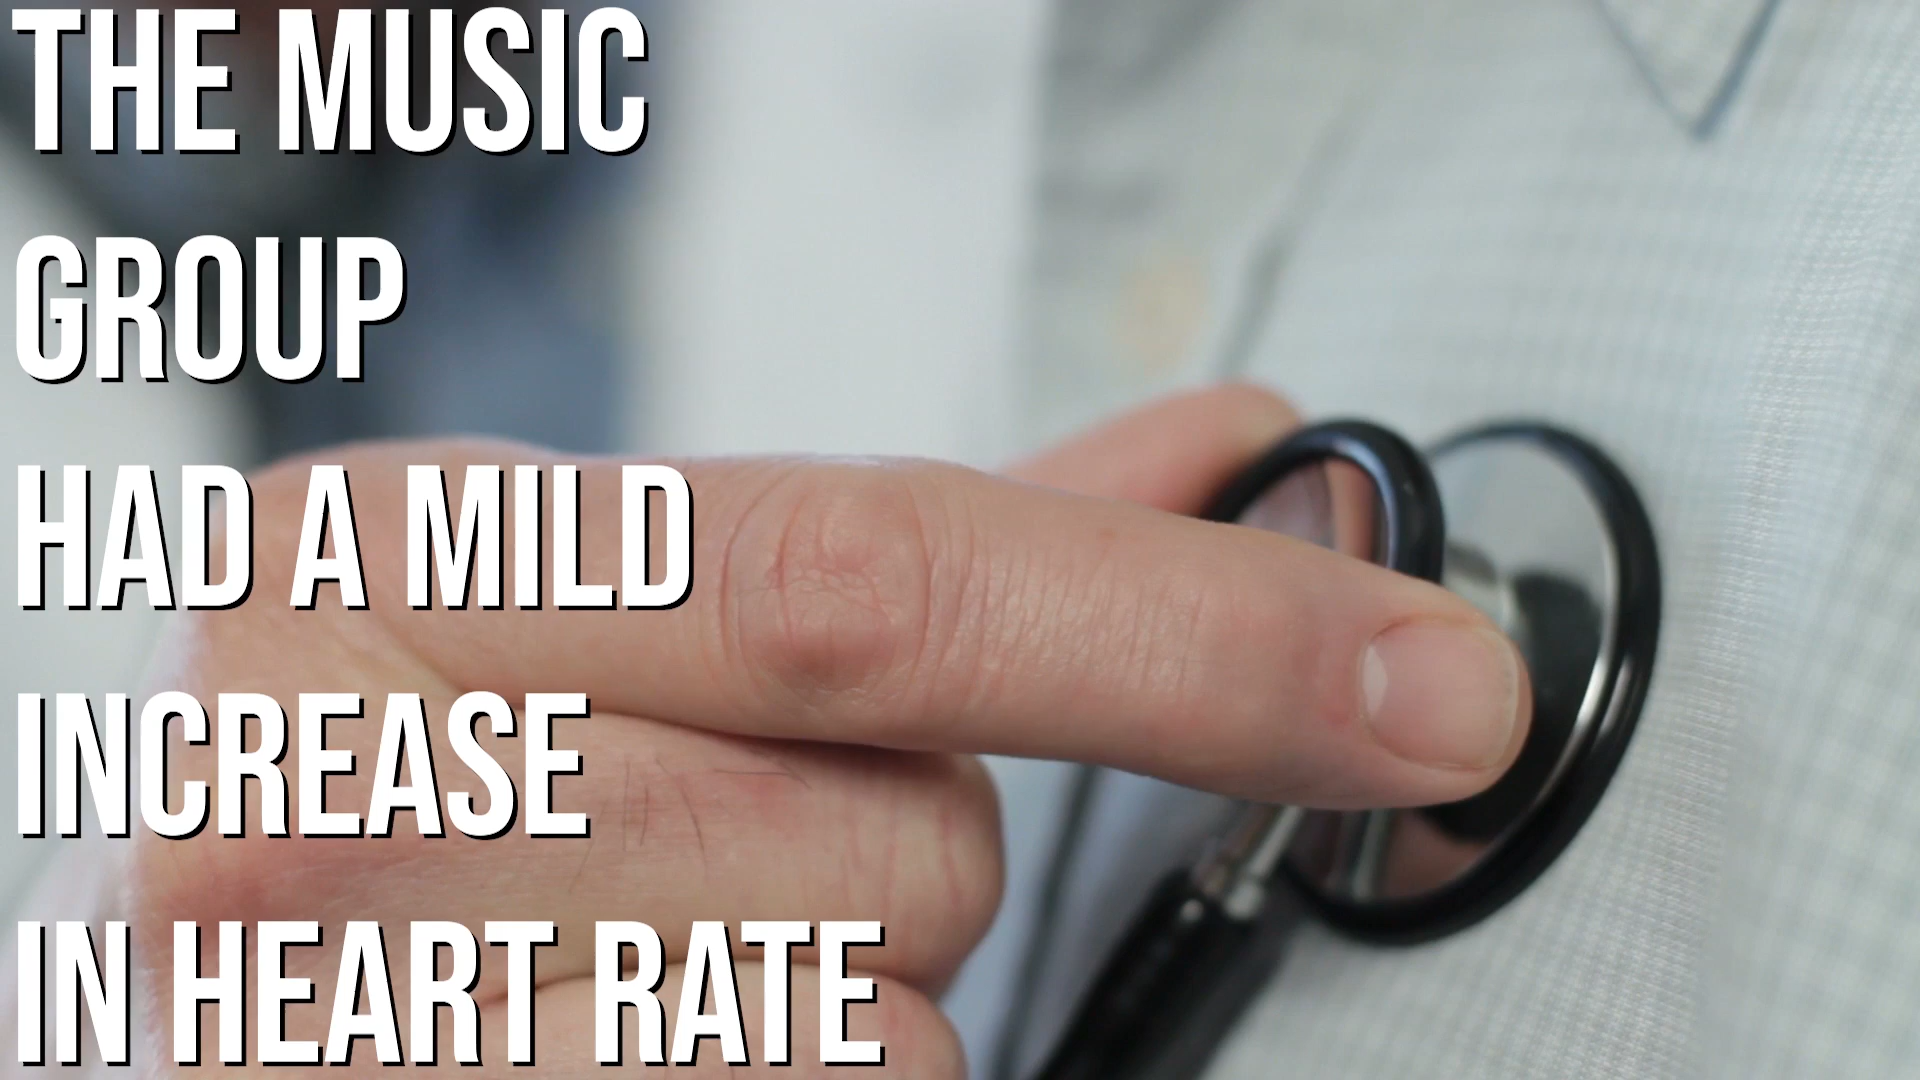 THE MUSIC
GROUP
HAD A MILD
INCREASE
IN HEART RATE